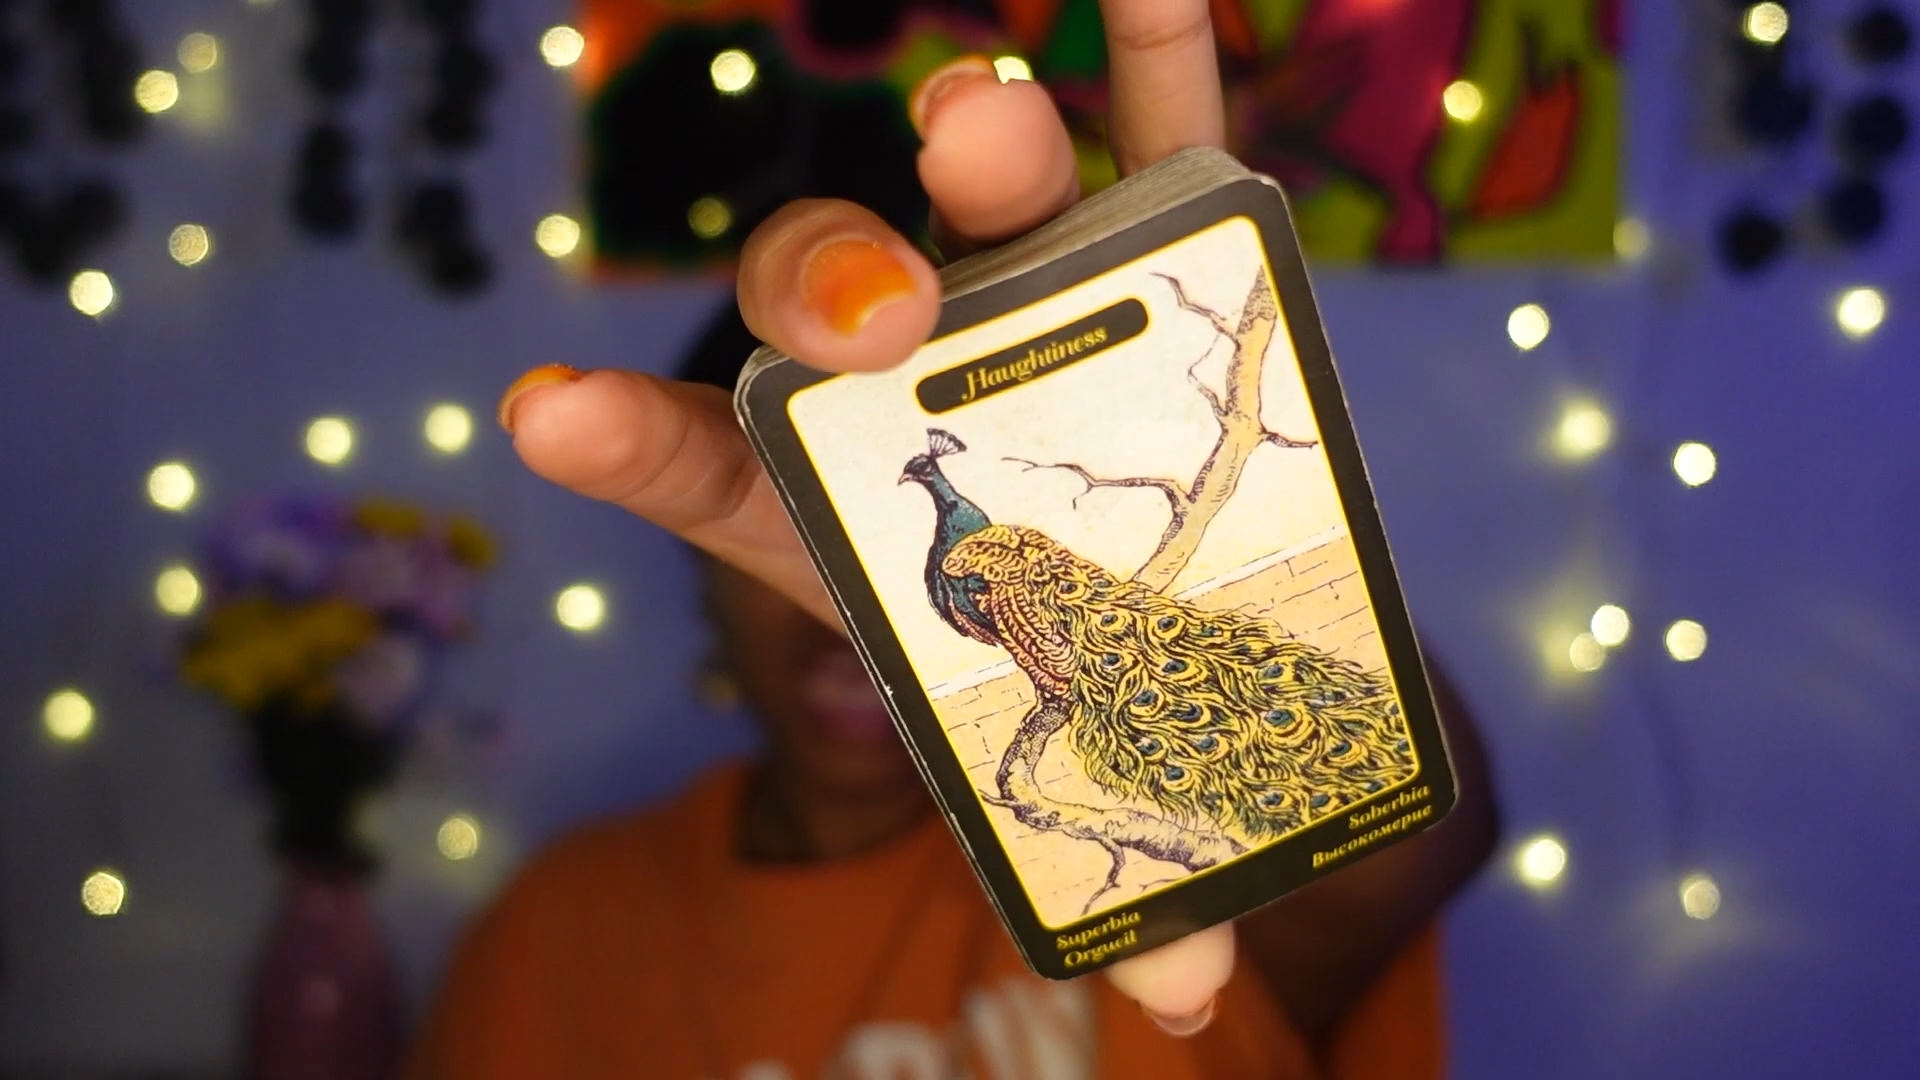 Haughtiness
Superbia
Orgueil
Soberbia
Высокомерие